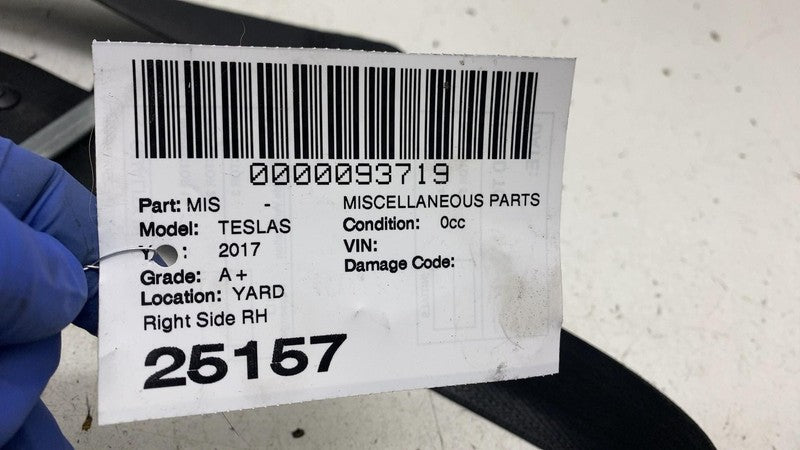 0000093719
Part: MIS - MISCELLANEOUS PARTS
Model: TESLAS Condition: 0cc
: 2017 VIN:
Grade: A+ Damage Code:
Location: YARD
Right Side RH
25157